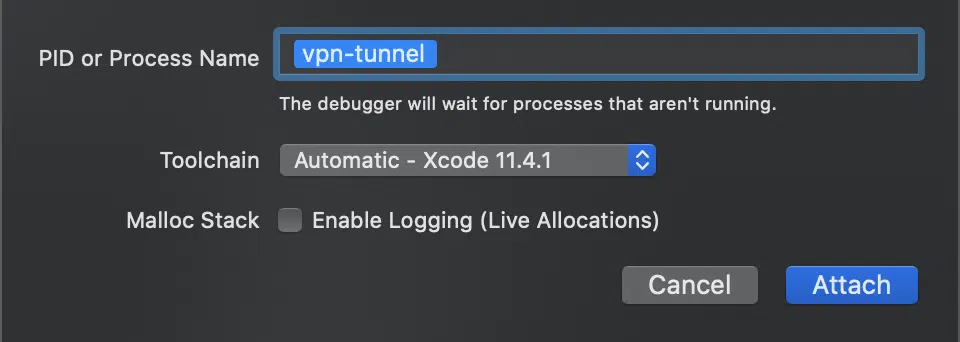 PID or Process Name vpn-tunnel
The debugger will wait for processes that aren't running.
Toolchain Automatic - Xcode 11.4.1
Malloc Stack Enable Logging (Live Allocations)
Cancel Attach